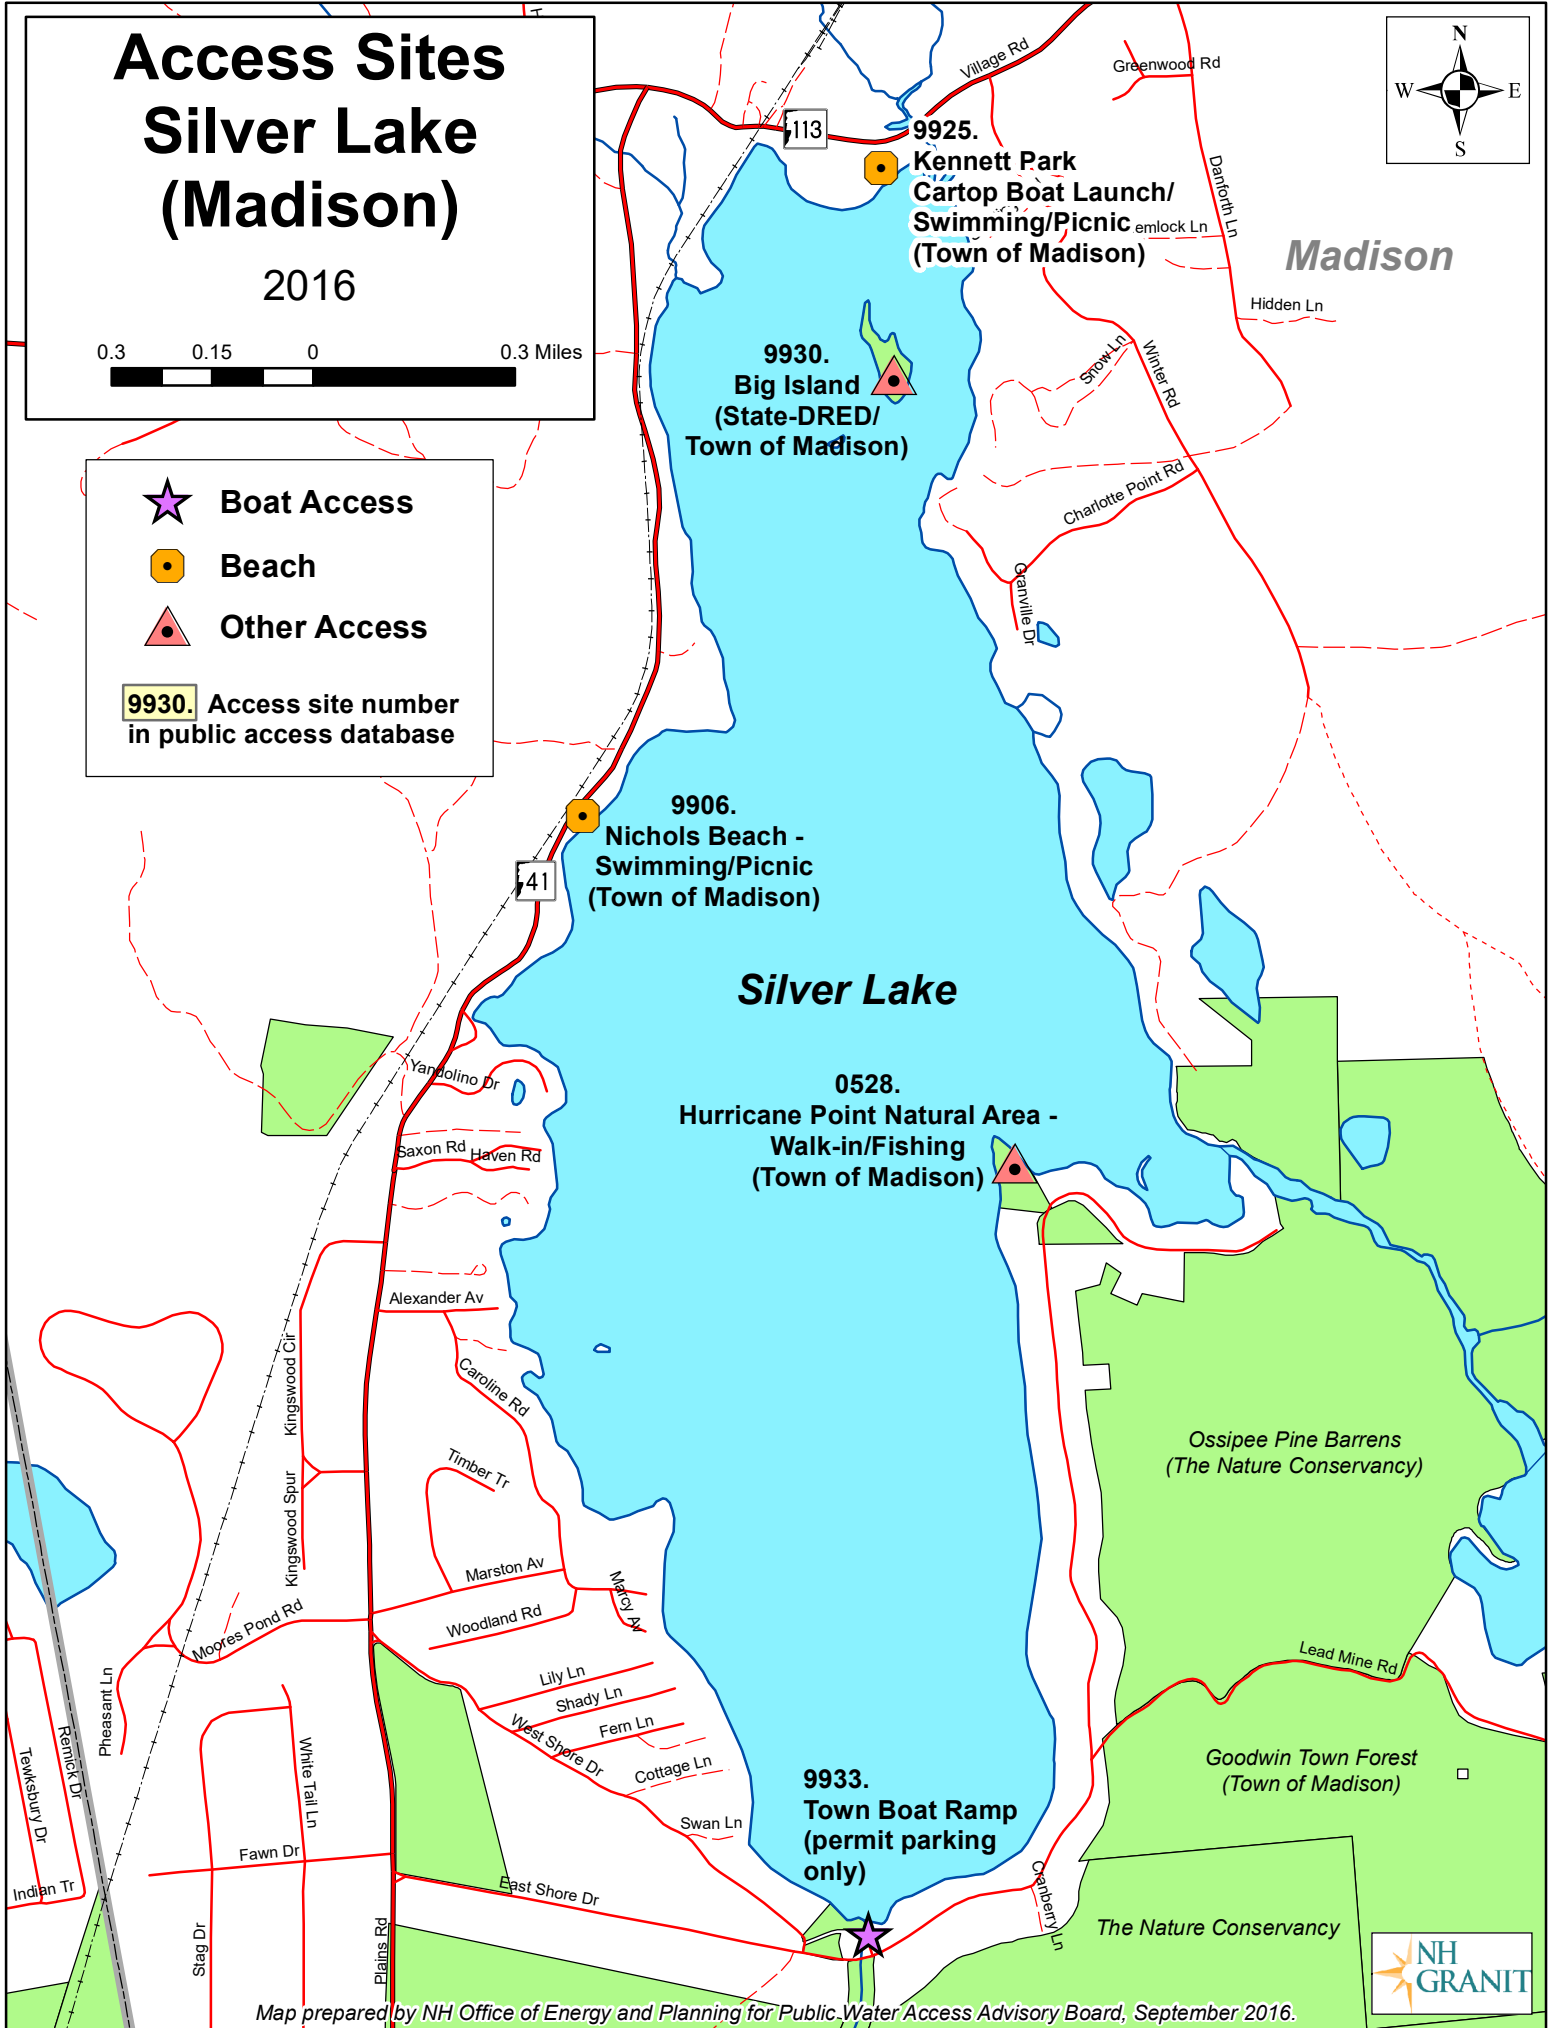 Access Sites
Silver Lake
(Madison)
2016
0.3 0.15 0 0.3 Miles
Boat Access
Beach
Other Access
9930. Access site number
in public access database
N
W E
S
Village Rd
Greenwood Rd
113
9925.
Kennett Park
Cartop Boat Launch/
Swimming/Picnic
(Town of Madison)
emlock Ln
Danforth Ln
Madison
Hidden Ln
9930.
Big Island
(State-DRED/
Town of Madison)
Snow Ln
Winter Rd
Charlotte Point Rd
Granville Dr
9906.
Nichols Beach -
Swimming/Picnic
(Town of Madison)
41
Silver Lake
0528.
Hurricane Point Natural Area -
Walk-in/Fishing
(Town of Madison)
Yandolino Dr
Saxon Rd
Haven Rd
Alexander Av
Kingswood Cir
Caroline Rd
Timber Tr
Kingswood Spur
Ossipee Pine Barrens
(The Nature Conservancy)
Marston Av
Marcy Av
Woodland Rd
Moores Pond Rd
Lily Ln
Shady Ln
Fern Ln
West Shore Dr
Cottage Ln
Swan Ln
Lead Mine Rd
Pheasant Ln
Remick Dr
Tewksbury Dr
White Tail Ln
Goodwin Town Forest
(Town of Madison)
9933.
Town Boat Ramp
(permit parking
only)
Fawn Dr
Indian Tr
East Shore Dr
Cranberry Ln
Stag Dr
Plains Rd
The Nature Conservancy
NH
GRANIT
Map prepared by NH Office of Energy and Planning for Public Water Access Advisory Board, September 2016.